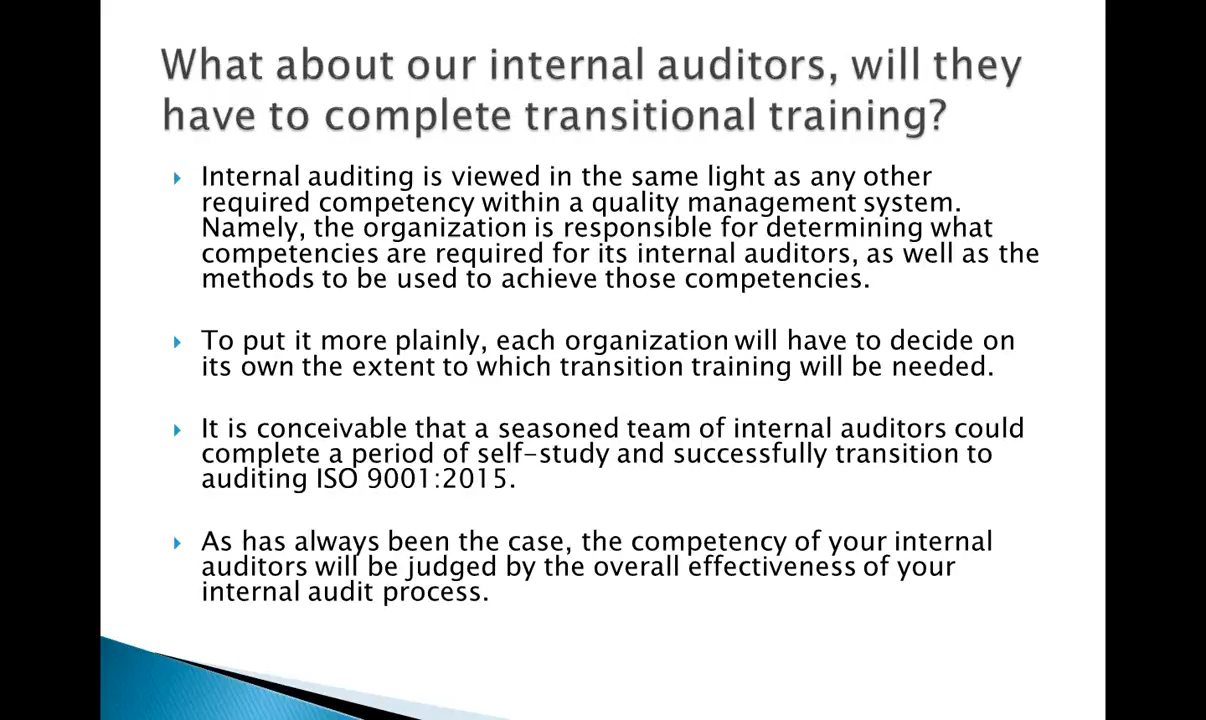 What about our internal auditors, will they
have to complete transitional training?
Internal auditing is viewed in the same light as any other
required competency within a quality management system.
Namely, the organization is responsible for determining what
competencies are required for its internal auditors, as well as the
methods to be used to achieve those competencies.
To put it more plainly, each organization will have to decide on
its own the extent to which transition training will be needed.
It is conceivable that a seasoned team of internal auditors could
complete a period of self-study and successfully transition to
auditing ISO 9001:2015.
As has always been the case, the competency of your internal
auditors will be judged by the overall effectiveness of your
internal audit process.